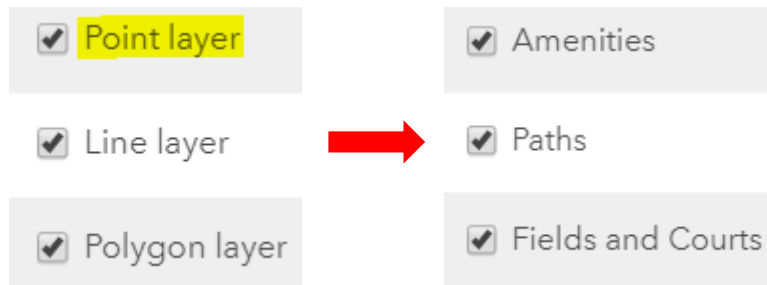 Point layer
Line layer
Polygon layer
Amenities
Paths
Fields and Courts